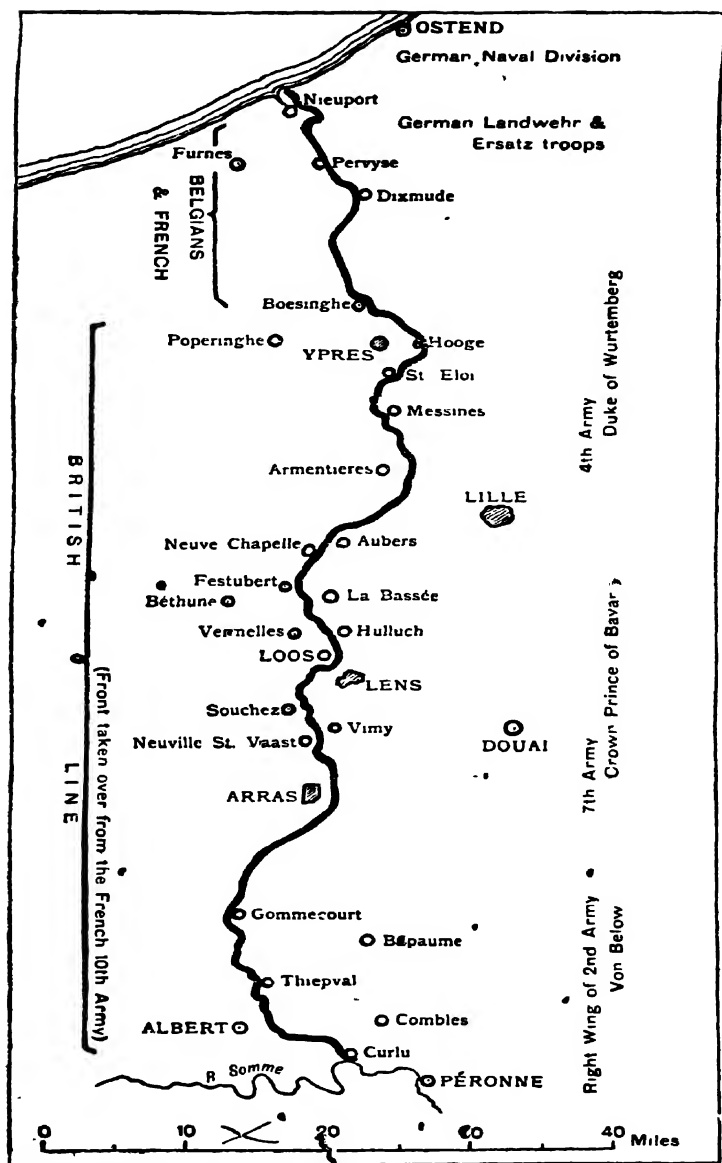 OSTEND
German Naval Division
Nieuport
German Landwehr &
Ersatz troops
Furnes
Pervyse
Dixmude
BELGIANS
& FRENCH
Boesinghe
Poperinghe
YPRES
Hooge
St Eloi
Messines
4th Army
Duke of Wurtemberg
Armentieres
LILLE
BRITISH LINE
Neuve Chapelle
Aubers
Festubert
Béthune
La Bassée
Vermelles
Hulluch
LOOS
LENS
(Front taken over from the French 10th Army)
Souchez
Vimy
Neuville St. Vaast
DOUAI
7th Army
Crown Prince of Bavar
ARRAS
Gommecourt
Bapaume
Thiepval
ALBERT
Combles
Curlu
Right Wing of 2nd Army
Von Below
R Somme
PÉRONNE
0 10 20 30 40 Miles